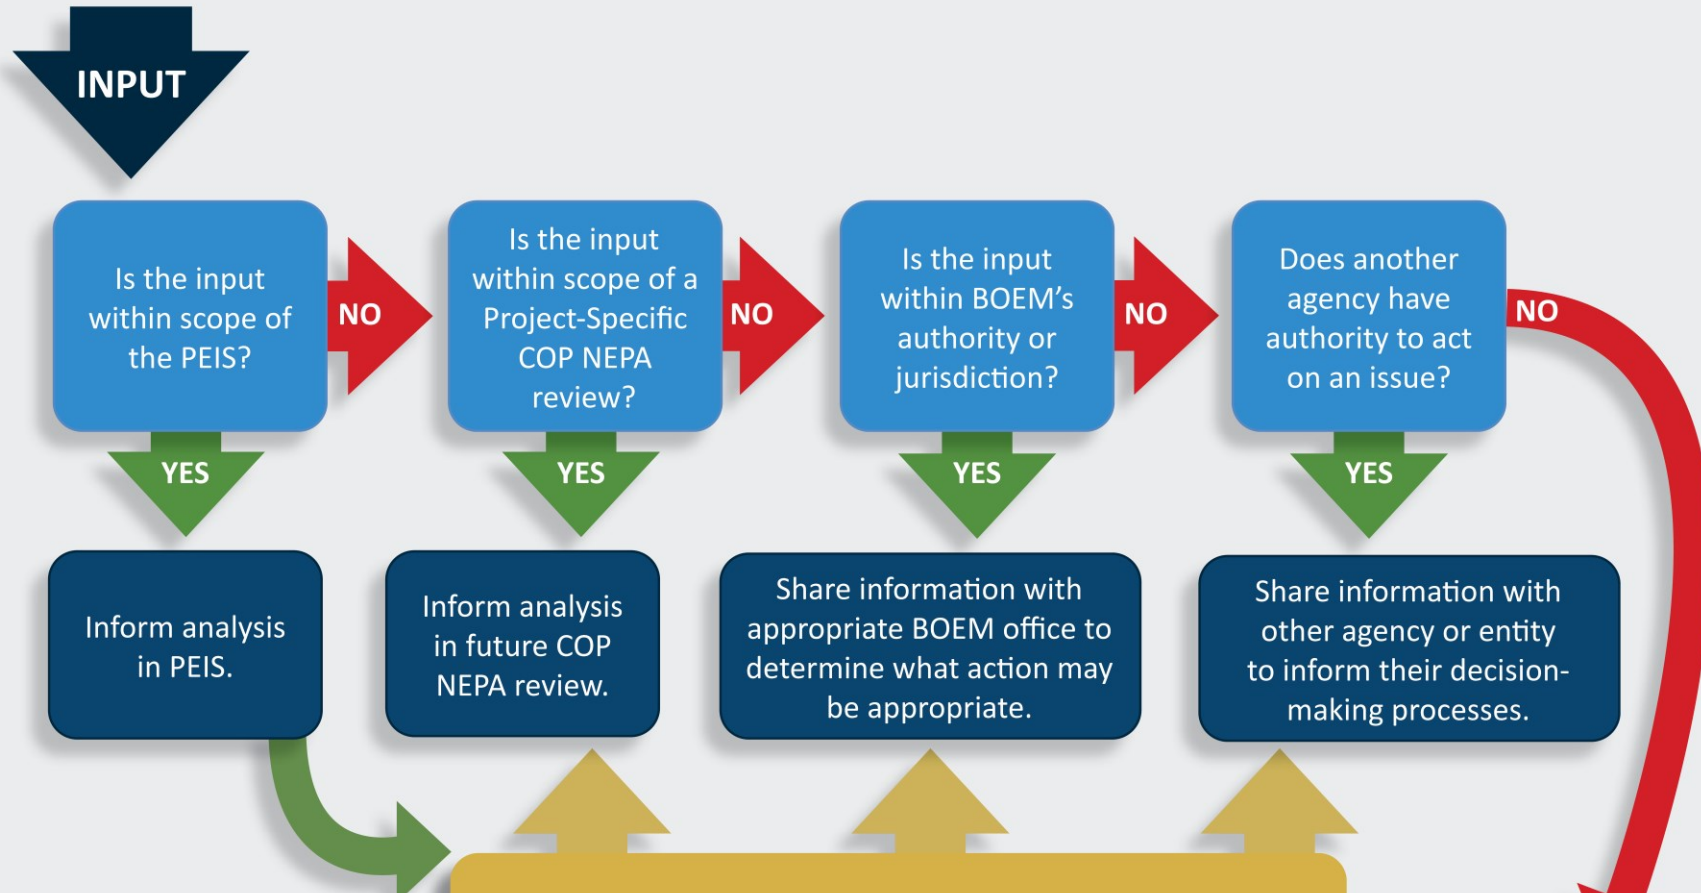 INPUT
Is the input
within scope of
the PEIS?
NO
Is the input
within scope of a
Project-Specific
COP NEPA
review?
NO
Is the input
within BOEM’s
authority or
jurisdiction?
NO
Does another
agency have
authority to act
on an issue?
NO
YES
YES
YES
YES
Inform analysis
in PEIS.
Inform analysis
in future COP
NEPA review.
Share information with
appropriate BOEM office to
determine what action may
be appropriate.
Share information with
other agency or entity
to inform their decision-
making processes.